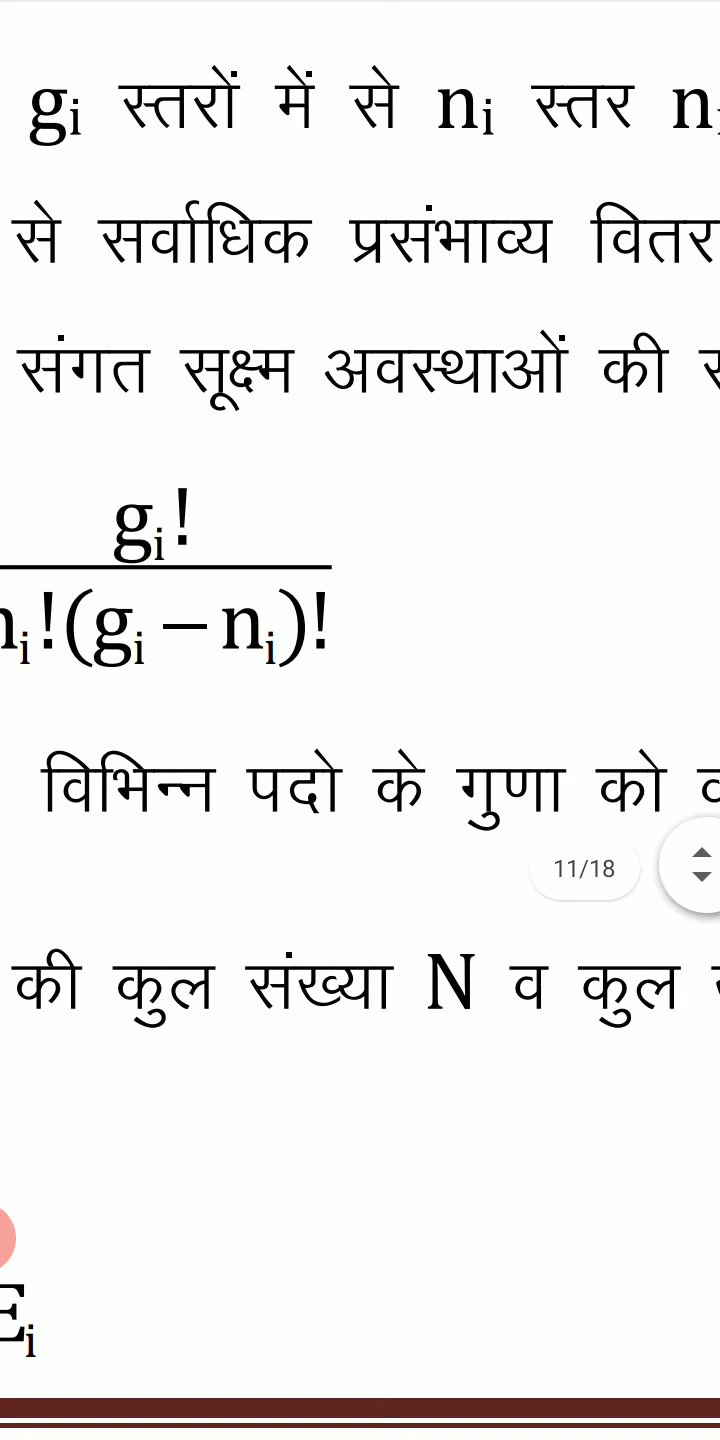 gᵢ स्तरों में से nᵢ स्तर n
से सर्वाधिक प्रसंभाव्य वितर
संगत सूक्ष्म अवस्थाओं की
gᵢ!
nᵢ!(gᵢ − nᵢ)!
विभिन्न पदो के गुणा को
11/18
की कुल संख्या N व कुल
Eᵢ